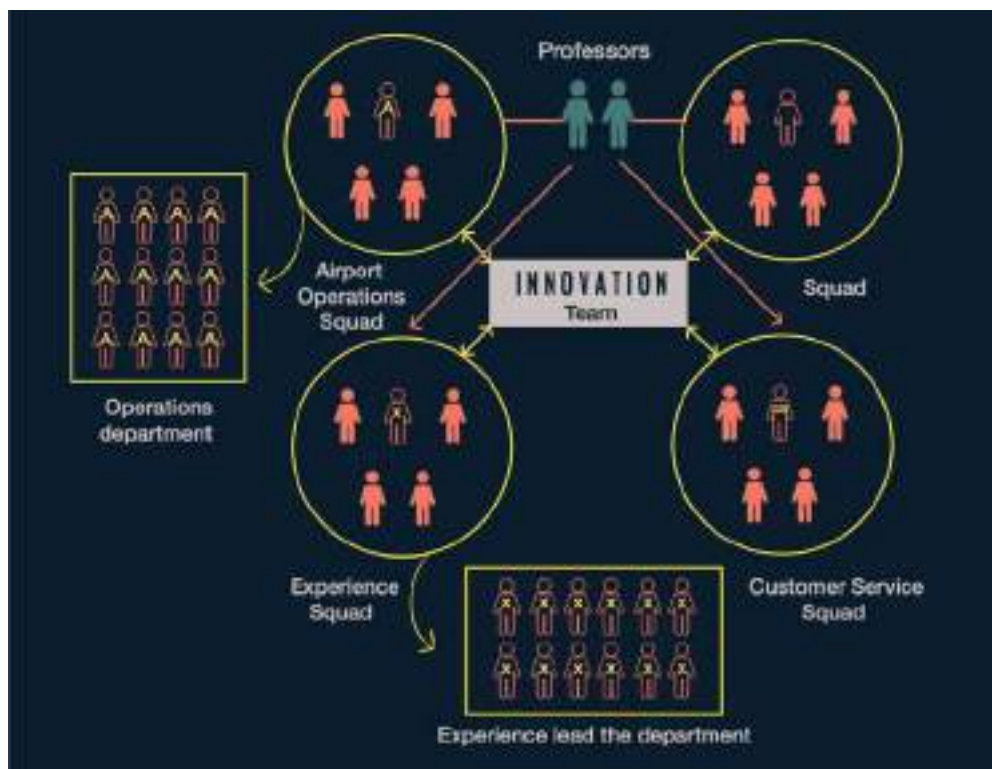 Professors
Airport
Operations
Squad
INNOVATION
Team
Squad
Operations
department
Experience
Squad
Customer Service
Squad
Experience lead the department